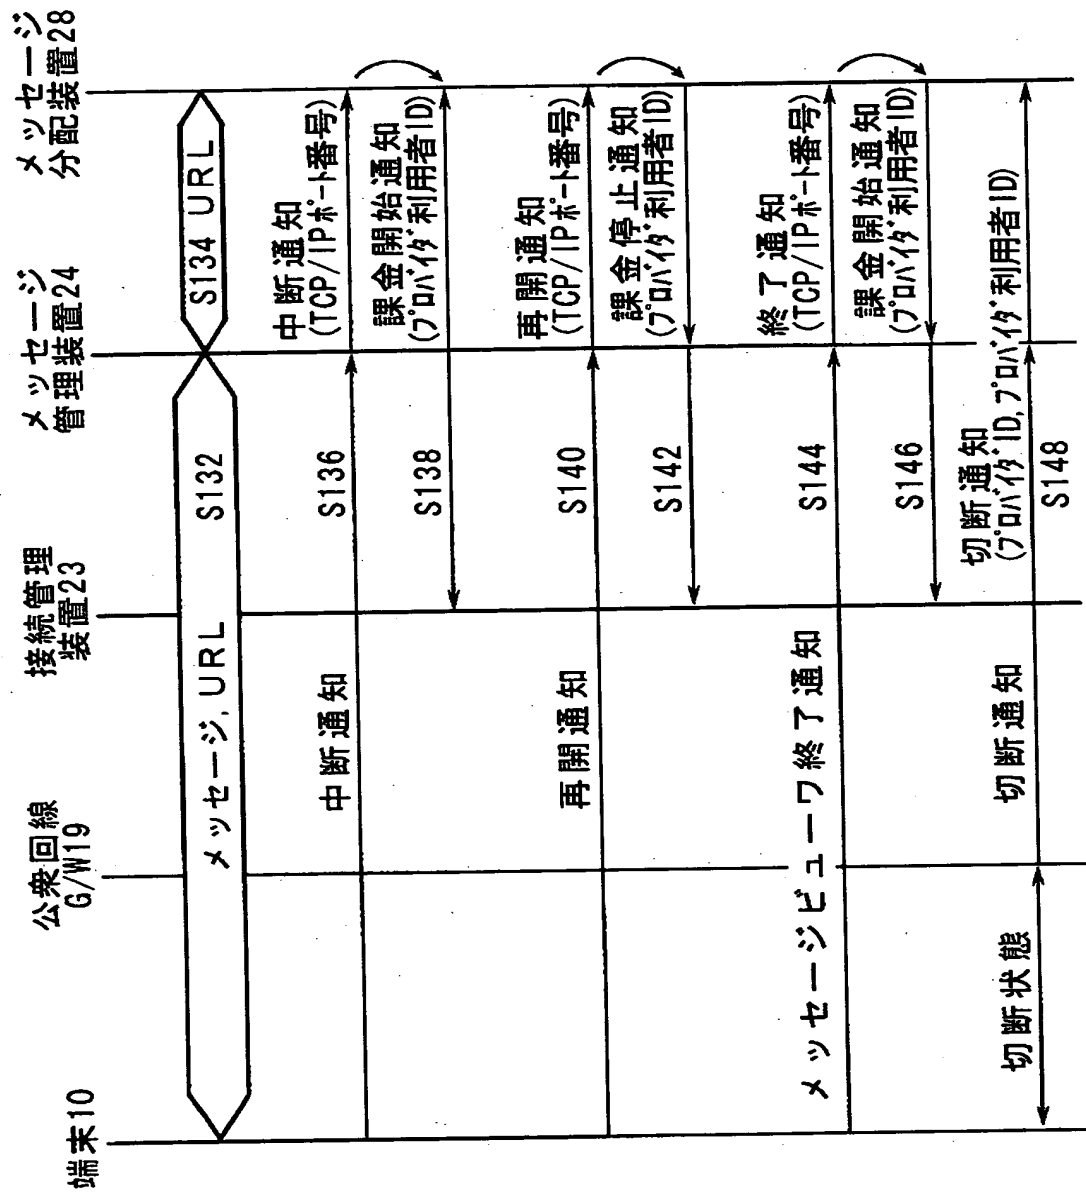 端末10
公衆回線
G/W19
接続管理
装置23
メッセージ
管理装置24
メッセージ
分配装置28
メッセージ, URL
S132
S134 URL
中断通知
S136
中断通知
(TCP/IPポート番号)
S138
課金開始通知
(プロバイダ利用者ID)
再開通知
S140
再開通知
(TCP/IPポート番号)
S142
課金停止通知
(プロバイダ利用者ID)
メッセージビューワ終了通知
S144
終了通知
(TCP/IPポート番号)
S146
課金開始通知
(プロバイダ利用者ID)
切断状態
切断通知
切断通知
(プロバイダID,プロバイダ利用者ID)
S148